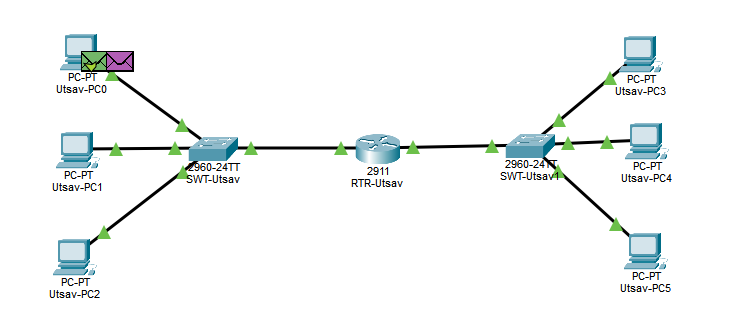 PC-PT
Utsav-PC0
PC-PT
Utsav-PC1
PC-PT
Utsav-PC2
2960-24TT
SWT-Utsav
2911
RTR-Utsav
2960-24TT
SWT-Utsav1
PC-PT
Utsav-PC3
PC-PT
Utsav-PC4
PC-PT
Utsav-PC5